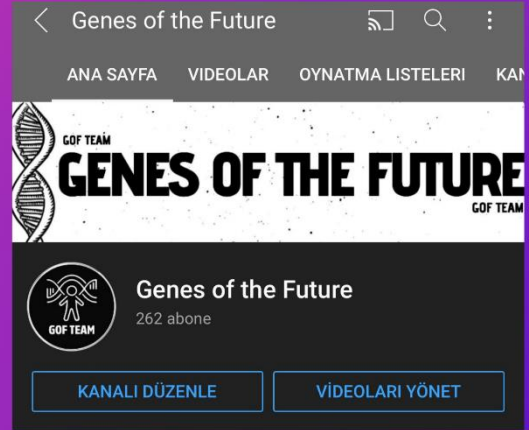 Genes of the Future
ANA SAYFA VIDEOLAR OYNATMA LISTELERI KAN
GOF TEAM
GENES OF THE FUTURE
GOF TEAM
GOF TEAM
Genes of the Future
262 abone
KANALI DÜZENLE VİDEOLARI YÖNET